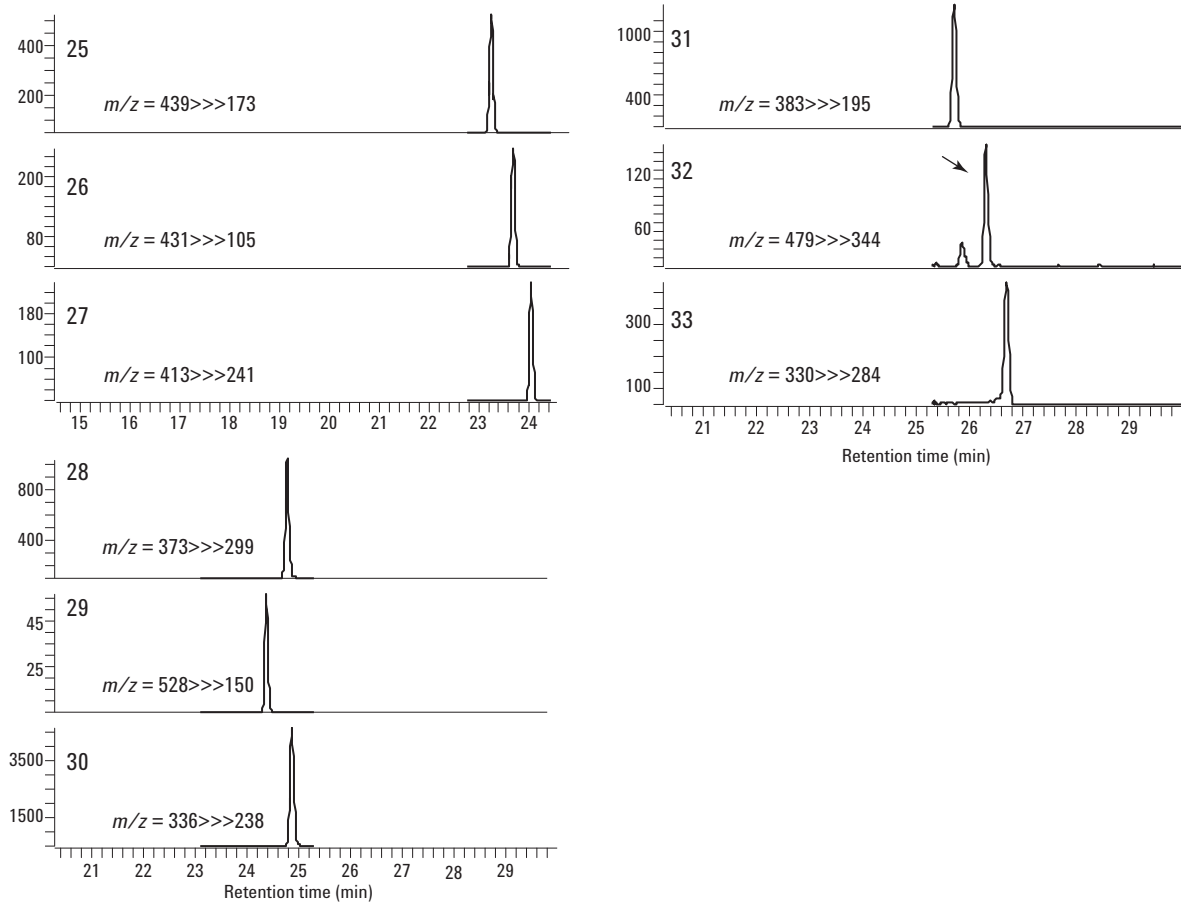 400
25
200
m/z = 439>>>173
200
26
80
m/z = 431>>>105
180
27
100
m/z = 413>>>241
15 16 17 18 19 20 21 22 23 24
800
28
400
m/z = 373>>>299
45
29
25
m/z = 528>>>150
3500
30
1500
m/z = 336>>>238
21 22 23 24 25 26 27 28 29
Retention time (min)
1000
31
400
m/z = 383>>>195
120
32
60
m/z = 479>>>344
300
33
100
m/z = 330>>>284
21 22 23 24 25 26 27 28 29
Retention time (min)